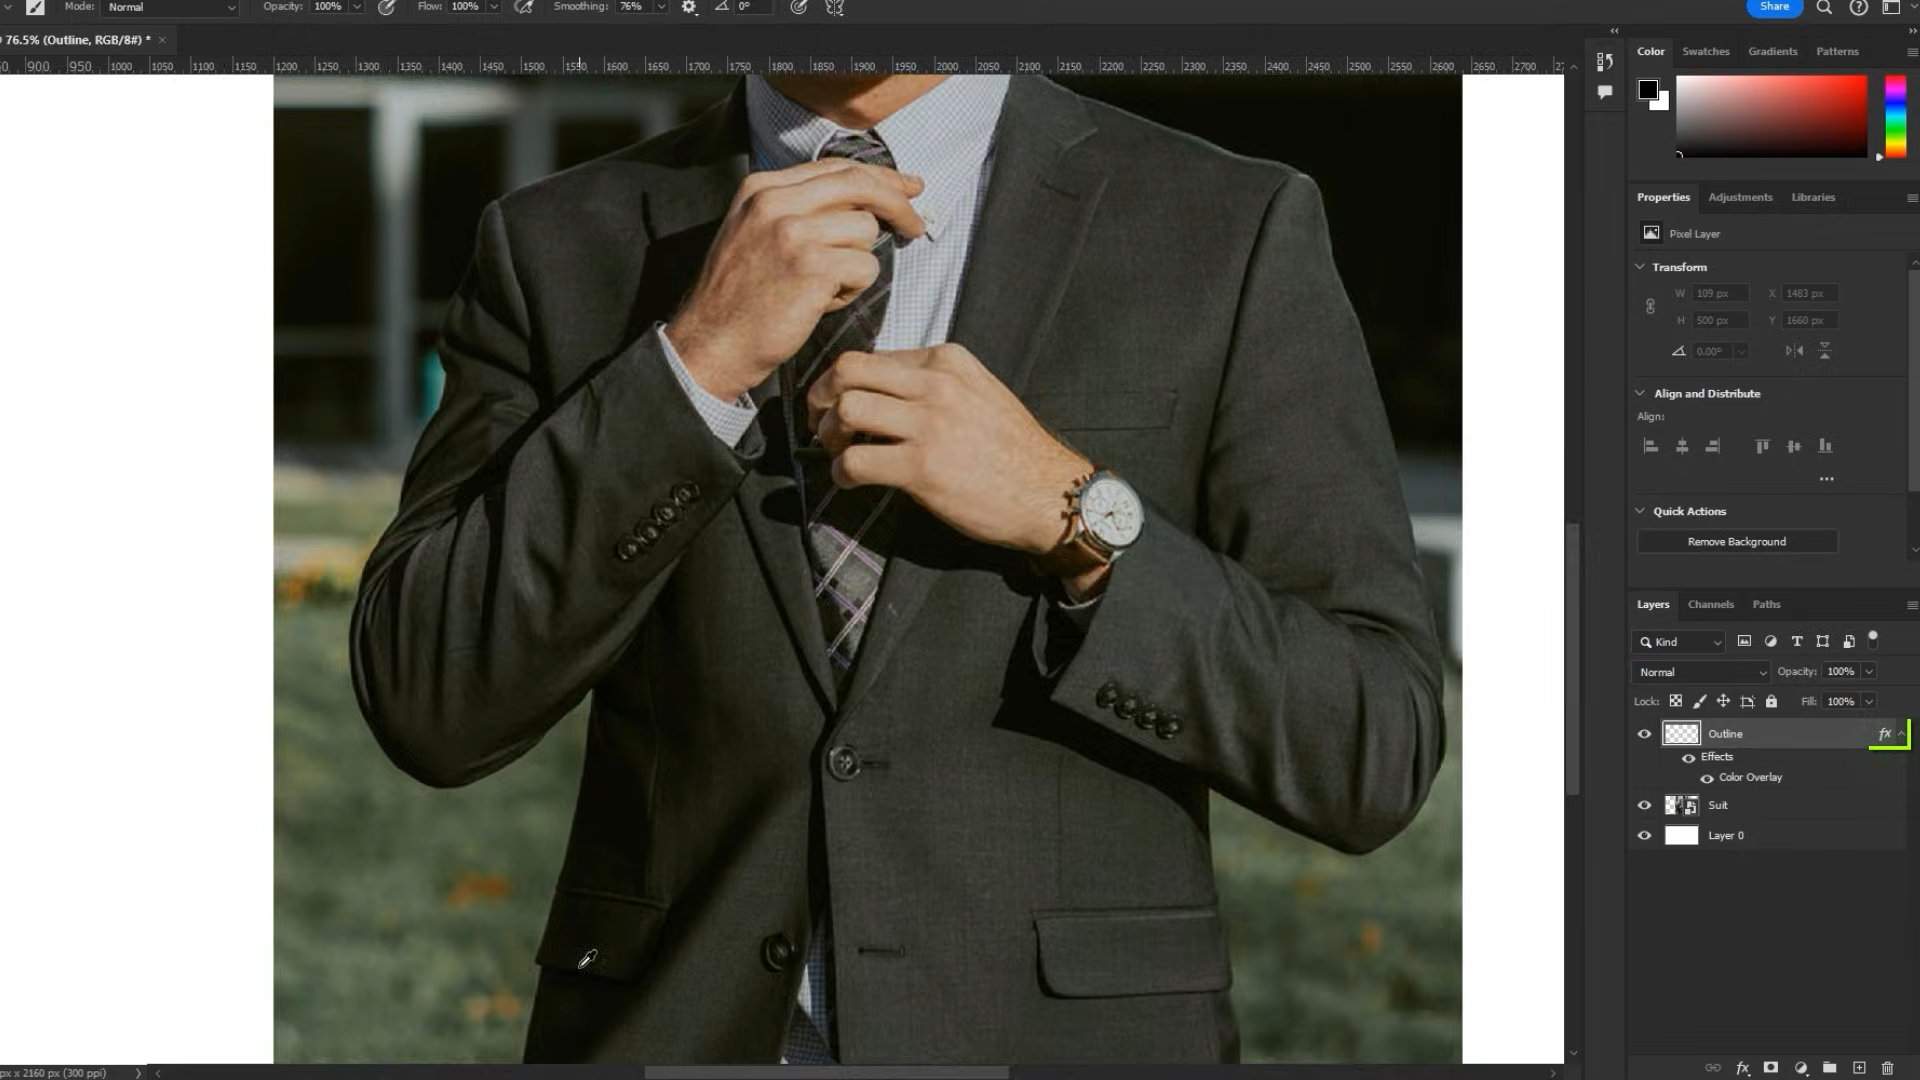 Mode: Normal Opacity: 100% Flow: 100% Smoothing: 76% 0° Share
76.5% (Outline, RGB/8#) * ×
900 950 1000 1050 1100 1150 1200 1250 1300 1350 1400 1450 1500 1550 1600 1650 1700 1750 1800 1850 1900 1950 2000 2050 2100 2150 2200 2250 2300 2350 2400 2450 2500 2550 2600 2650 2700
Color Swatches Gradients Patterns
Properties Adjustments Libraries
Pixel Layer
Transform
W 109 px X 1483 px
H 500 px Y 1660 px
0.00°
Align and Distribute
Align:
Quick Actions
Remove Background
Layers Channels Paths
Kind
Normal Opacity: 100%
Lock: Fill: 100%
Outline fx
Effects
Color Overlay
Suit
Layer 0
px x 2160 px (300 ppi)
fx